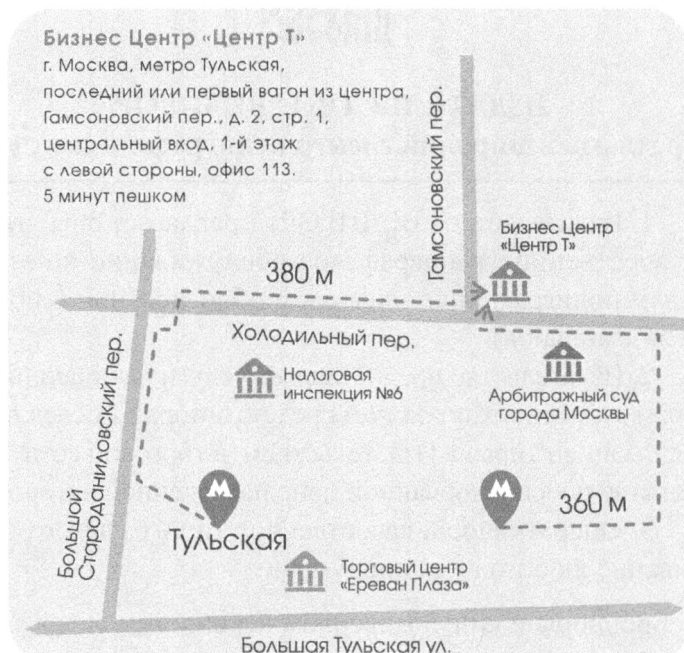 Бизнес Центр «Центр Т»
г. Москва, метро Тульская,
последний или первый вагон из центра,
Гамсоновский пер., д. 2, стр. 1,
центральный вход, 1-й этаж
с левой стороны, офис 113.
5 минут пешком
Гамсоновский пер.
Бизнес Центр
«Центр Т»
380 м
Холодильный пер.
Налоговая
инспекция №6
Арбитражный суд
города Москвы
Большой
Староданиловский пер.
Тульская
360 м
Торговый центр
«Ереван Плаза»
Большая Тульская ул.